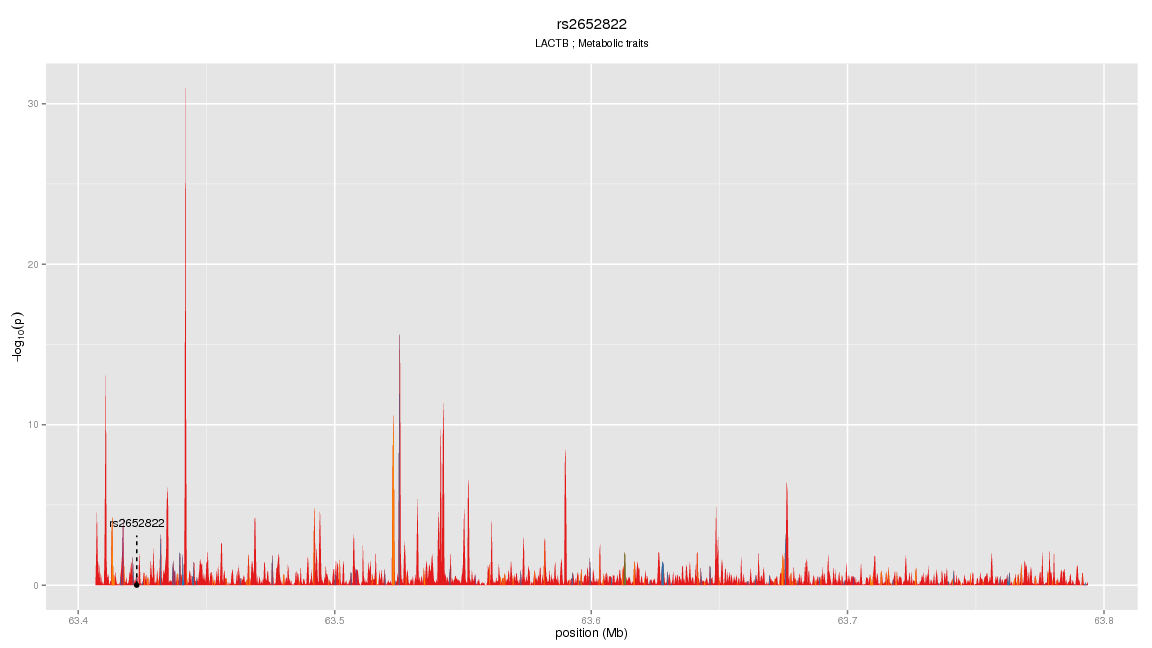 rs2652822
LACTB ; Metabolic traits
30
20
10
0
−log10(p)
rs2652822
63.4
63.5
63.6
63.7
63.8
position (Mb)